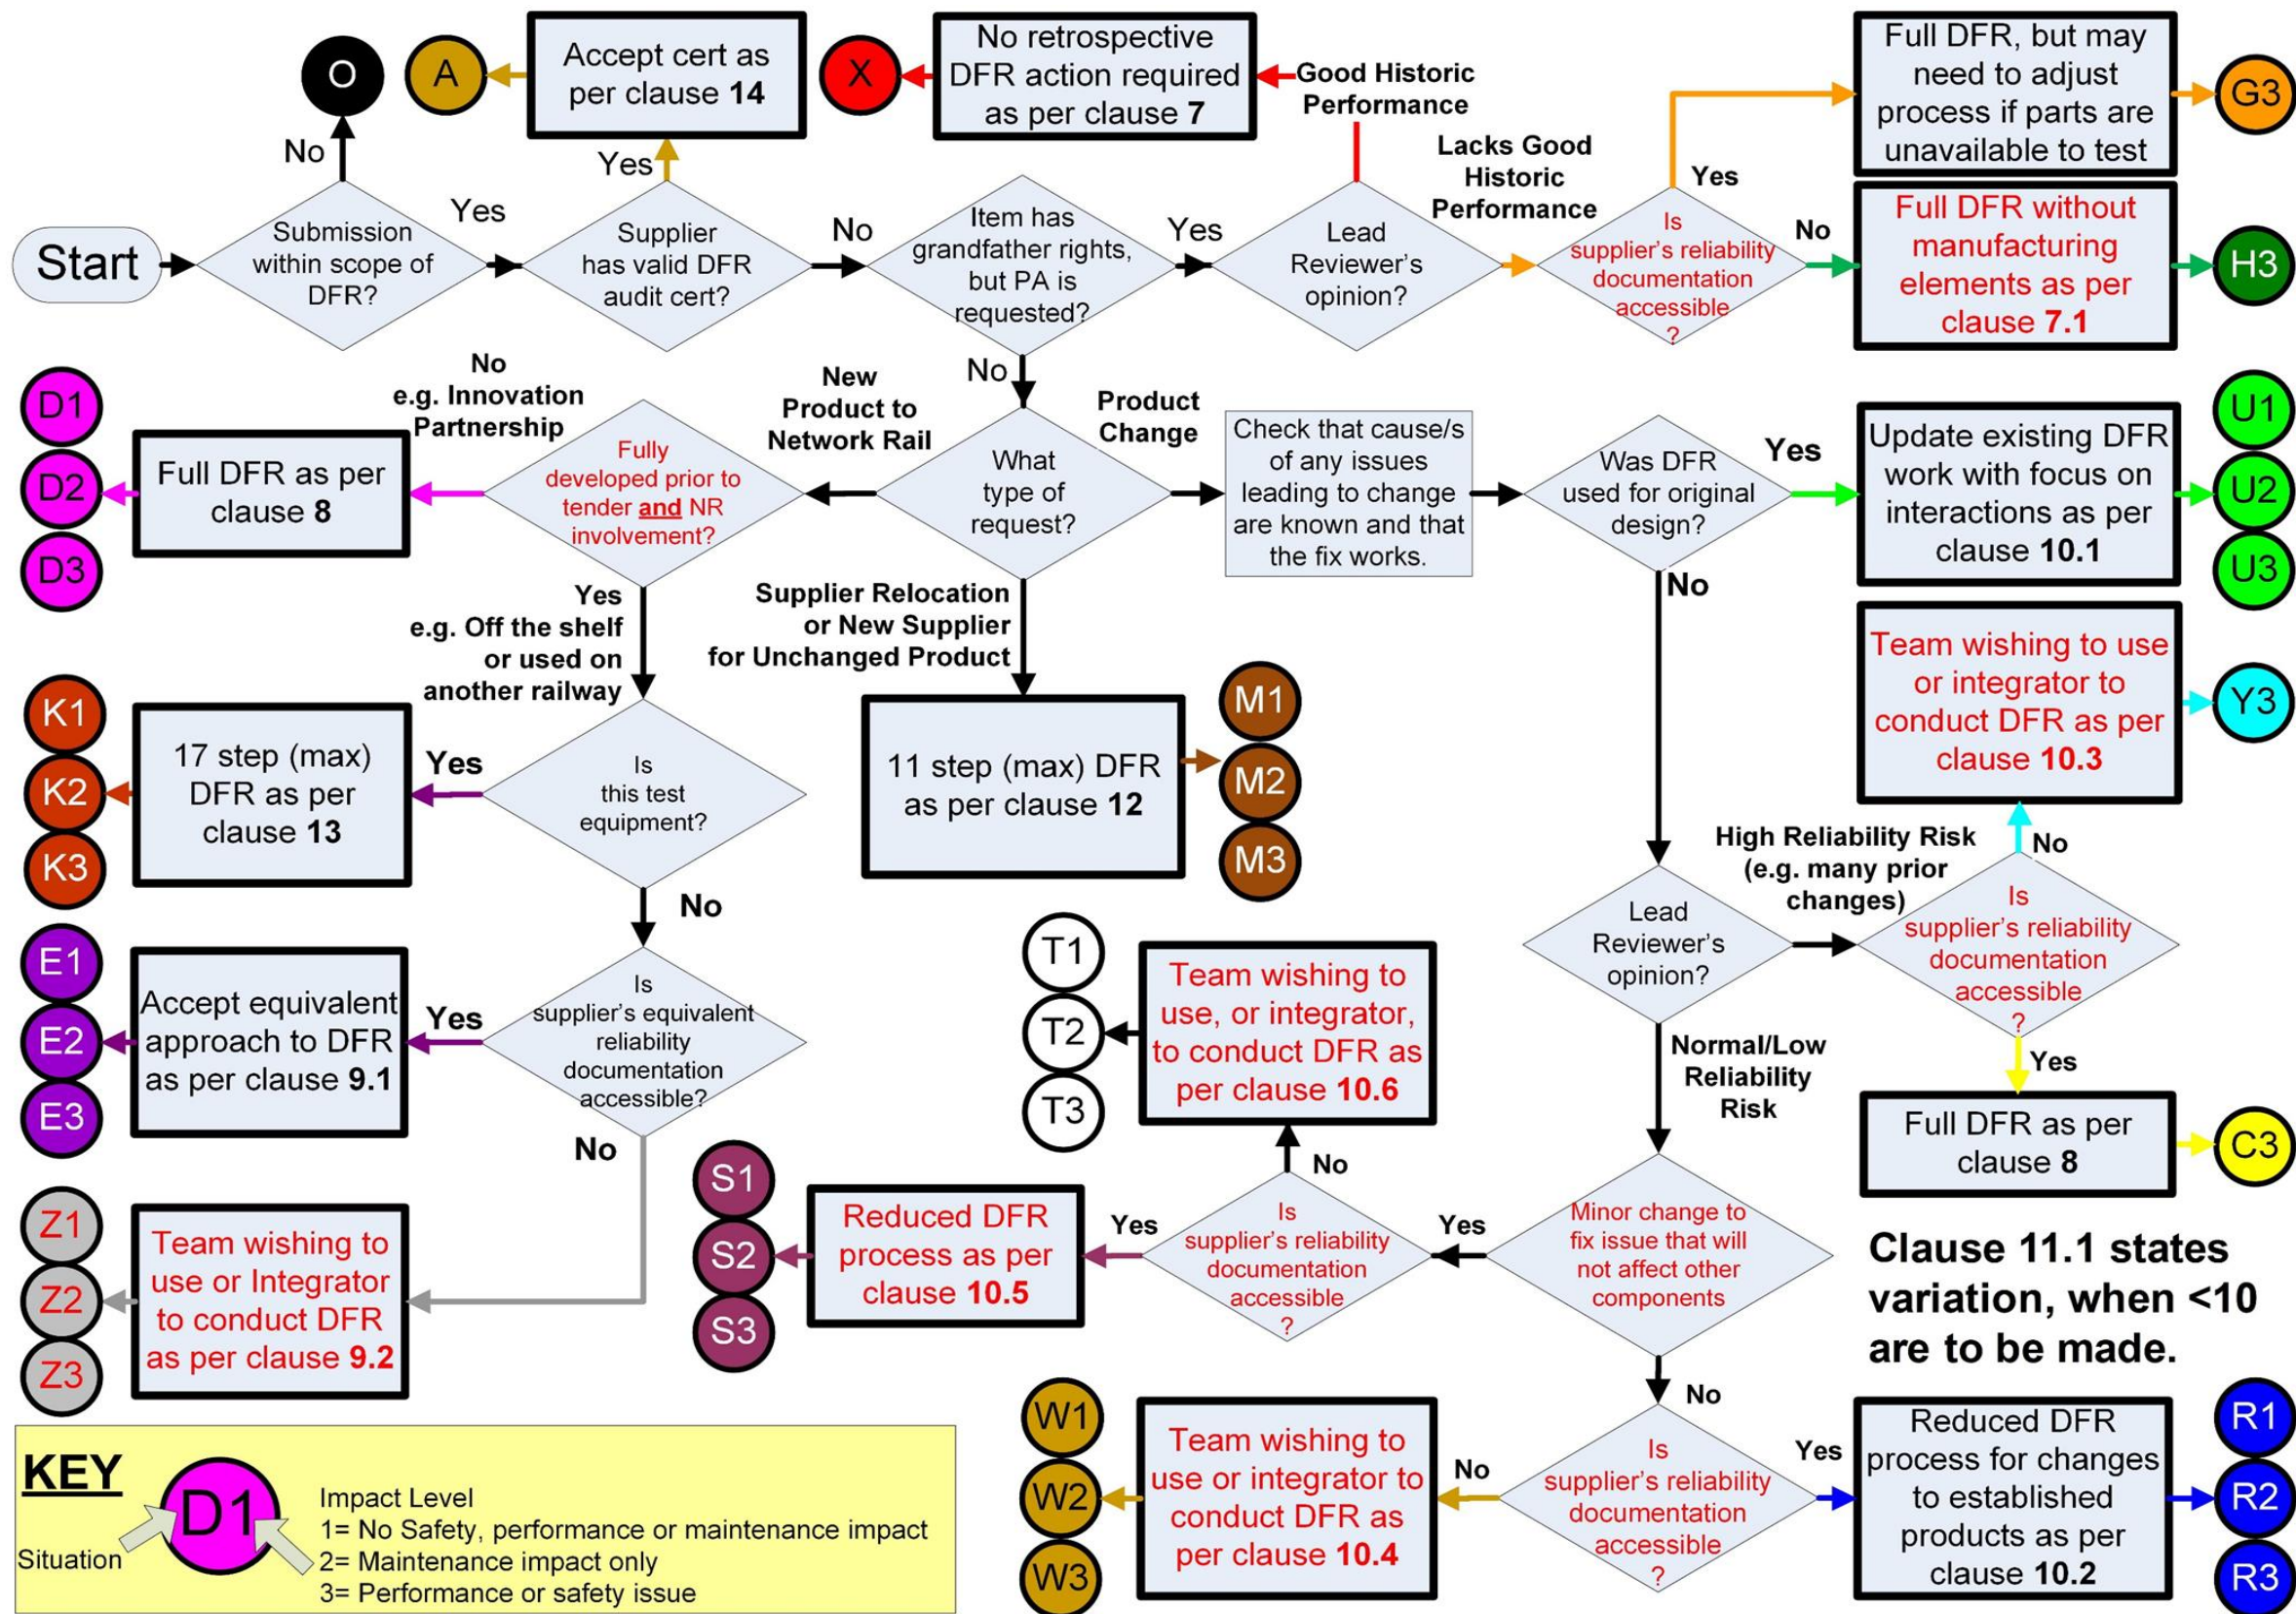 O
A
Accept cert as
per clause 14
X
No retrospective
DFR action required
as per clause 7
Good Historic
Performance
Full DFR, but may
need to adjust
process if parts are
unavailable to test
G3
No
Yes
Lacks Good
Historic
Performance
Yes
Start
Submission
within scope of
DFR?
Yes
Supplier
has valid DFR
audit cert?
No
Item has
grandfather rights,
but PA is
requested?
Yes
Lead
Reviewer's
opinion?
Is
supplier's reliability
documentation
accessible
?
No
Full DFR without
manufacturing
elements as per
clause 7.1
H3
No
D1
D2
D3
Full DFR as per
clause 8
No
e.g. Innovation
Partnership
Fully
developed prior to
tender and NR
involvement?
New
Product to
Network Rail
What
type of
request?
Product
Change
Check that cause/s
of any issues
leading to change
are known and that
the fix works.
Was DFR
used for original
design?
Yes
Update existing DFR
work with focus on
interactions as per
clause 10.1
U1
U2
U3
Yes
e.g. Off the shelf
or used on
another railway
Supplier Relocation
or New Supplier
for Unchanged Product
No
Team wishing to use
or integrator to
conduct DFR as per
clause 10.3
Y3
K1
K2
K3
17 step (max)
DFR as per
clause 13
Yes
Is
this test
equipment?
11 step (max) DFR
as per clause 12
M1
M2
M3
No
High Reliability Risk
(e.g. many prior
changes)
No
Lead
Reviewer's
opinion?
Is
supplier's reliability
documentation
accessible
?
E1
E2
E3
Accept equivalent
approach to DFR
as per clause 9.1
Yes
Is
supplier's equivalent
reliability
documentation
accessible?
T1
T2
T3
Team wishing to
use, or integrator,
to conduct DFR as
per clause 10.6
Normal/Low
Reliability
Risk
Yes
Full DFR as per
clause 8
C3
No
Z1
Z2
Z3
Team wishing to
use or Integrator
to conduct DFR
as per clause 9.2
S1
S2
S3
Reduced DFR
process as per
clause 10.5
Yes
No
Is
supplier's reliability
documentation
accessible
?
Yes
Minor change to
fix issue that will
not affect other
components
Clause 11.1 states
variation, when <10
are to be made.
No
W1
W2
W3
Team wishing to
use or integrator to
conduct DFR as
per clause 10.4
No
Is
supplier's reliability
documentation
accessible
?
Yes
Reduced DFR
process for changes
to established
products as per
clause 10.2
R1
R2
R3
KEY
D1
Situation
Impact Level
1= No Safety, performance or maintenance impact
2= Maintenance impact only
3= Performance or safety issue